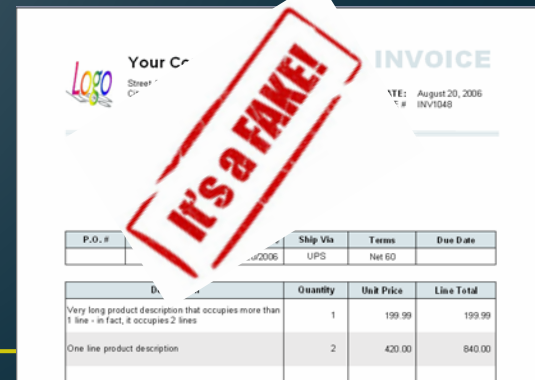 Logo
Your Co
INVOICE
Street
August 20, 2006
INV1048
It's a FAKE!
P.O. # Ship Via Terms Due Date
/2006 UPS Net 60
Quantity Unit Price Line Total
Very long product description that occupies more than 1 199.99 199.99
1 line - in fact, it occupies 2 lines
One line product description 2 420.00 840.00